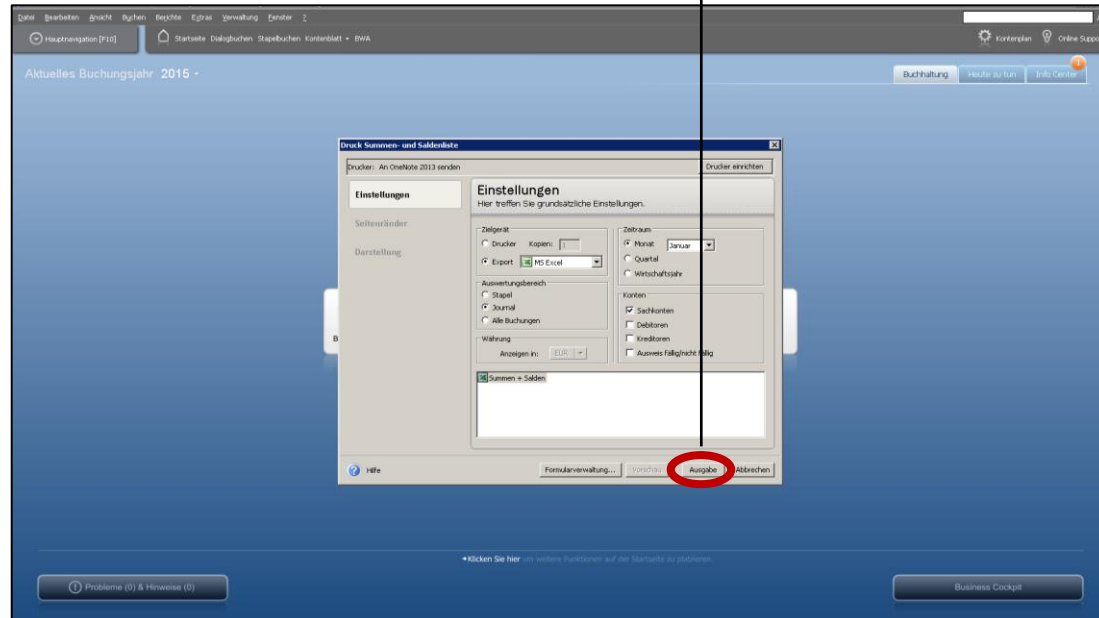 Datei Bearbeiten Ansicht Buchen Berichte Extras Verwaltung Fenster ?
Hauptnavigation [F10] Startseite Dialogbuchen Stapelbuchen Kontenblatt BWA Kontenplan Online Suppo
Aktuelles Buchungsjahr 2015
Buchhaltung Heute zu tun Info Center
Druck Summen- und Saldenliste
Drucker: An OneNote 2013 senden Drucker einrichten
Einstellungen
Seitenränder
Darstellung
Einstellungen
Hier treffen Sie grundsätzliche Einstellungen.
Zielgerät
Drucker Kopien: 1
Export MS Excel
Auswertungsbereich
Stapel
Journal
Alle Buchungen
Währung
Anzeigen in: EUR
Zeitraum
Monat Januar
Quartal
Wirtschaftsjahr
Konten
Sachkonten
Debitoren
Kreditoren
Ausweis fällig/nicht fällig
Summen + Salden
B
Hilfe Formularverwaltung... Vorschau Ausgabe Abbrechen
Klicken Sie hier um weitere Funktionen auf der Startseite zu platzieren.
Probleme (0) & Hinweise (0) Business Cockpit